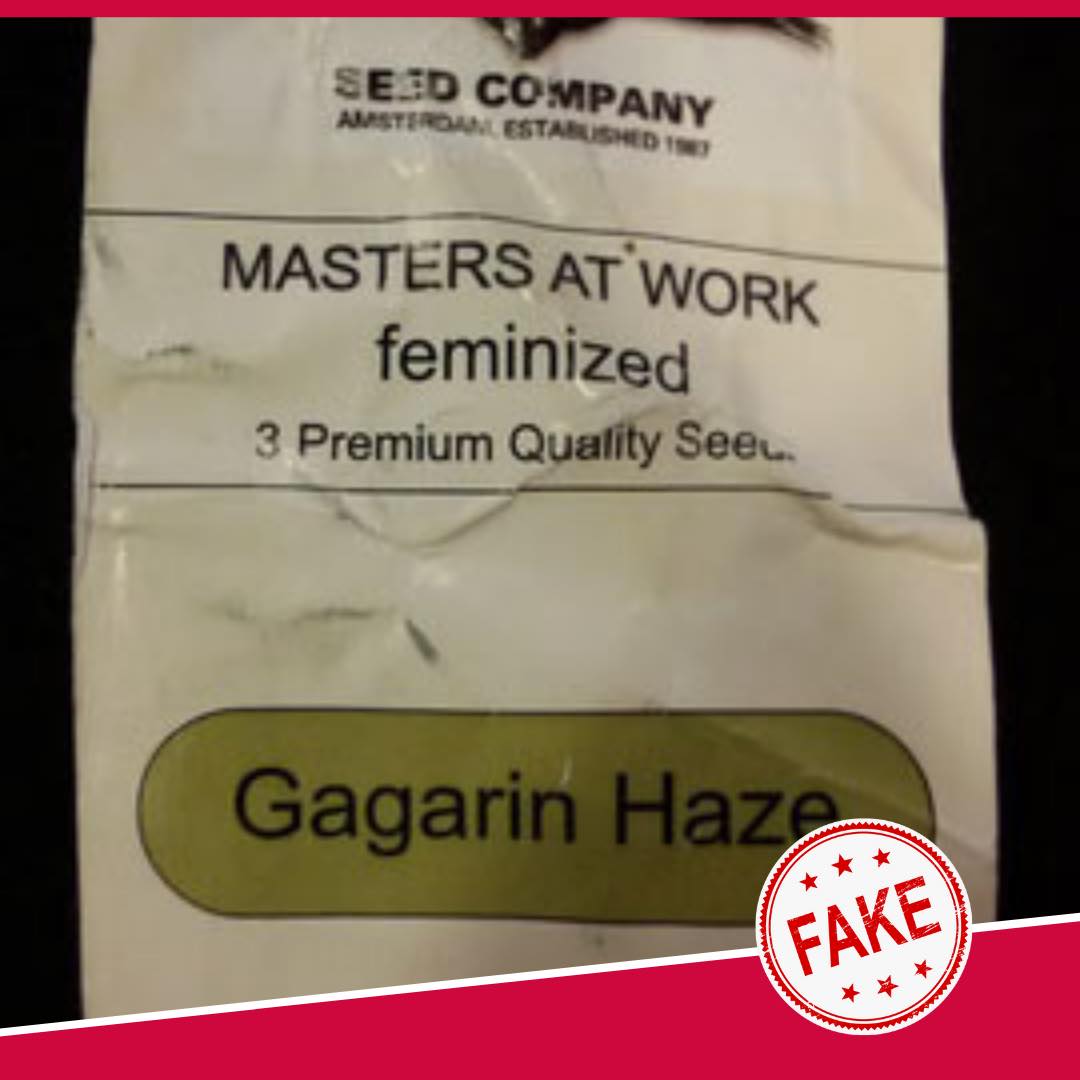 SEED COMPANY
AMSTERDAM, ESTABLISHED 1987
MASTERS AT WORK
feminized
3 Premium Quality
Gagarin Haze
FAKE